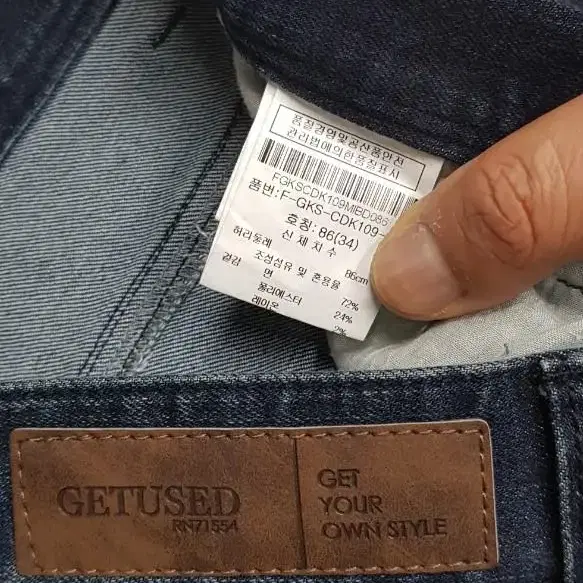 품질경영및공산품안전
관리법에의한품질표시
FGKSCDK109MIBD086
품번:F-GKS-CDK109-
호칭:86(34)
신체치수
허리둘레 86cm
조성섬유 및 혼용율
겉감 면 72%
폴리에스터 24%
레이온
GETUSED
RN71554
GET
YOUR
OWN STYLE